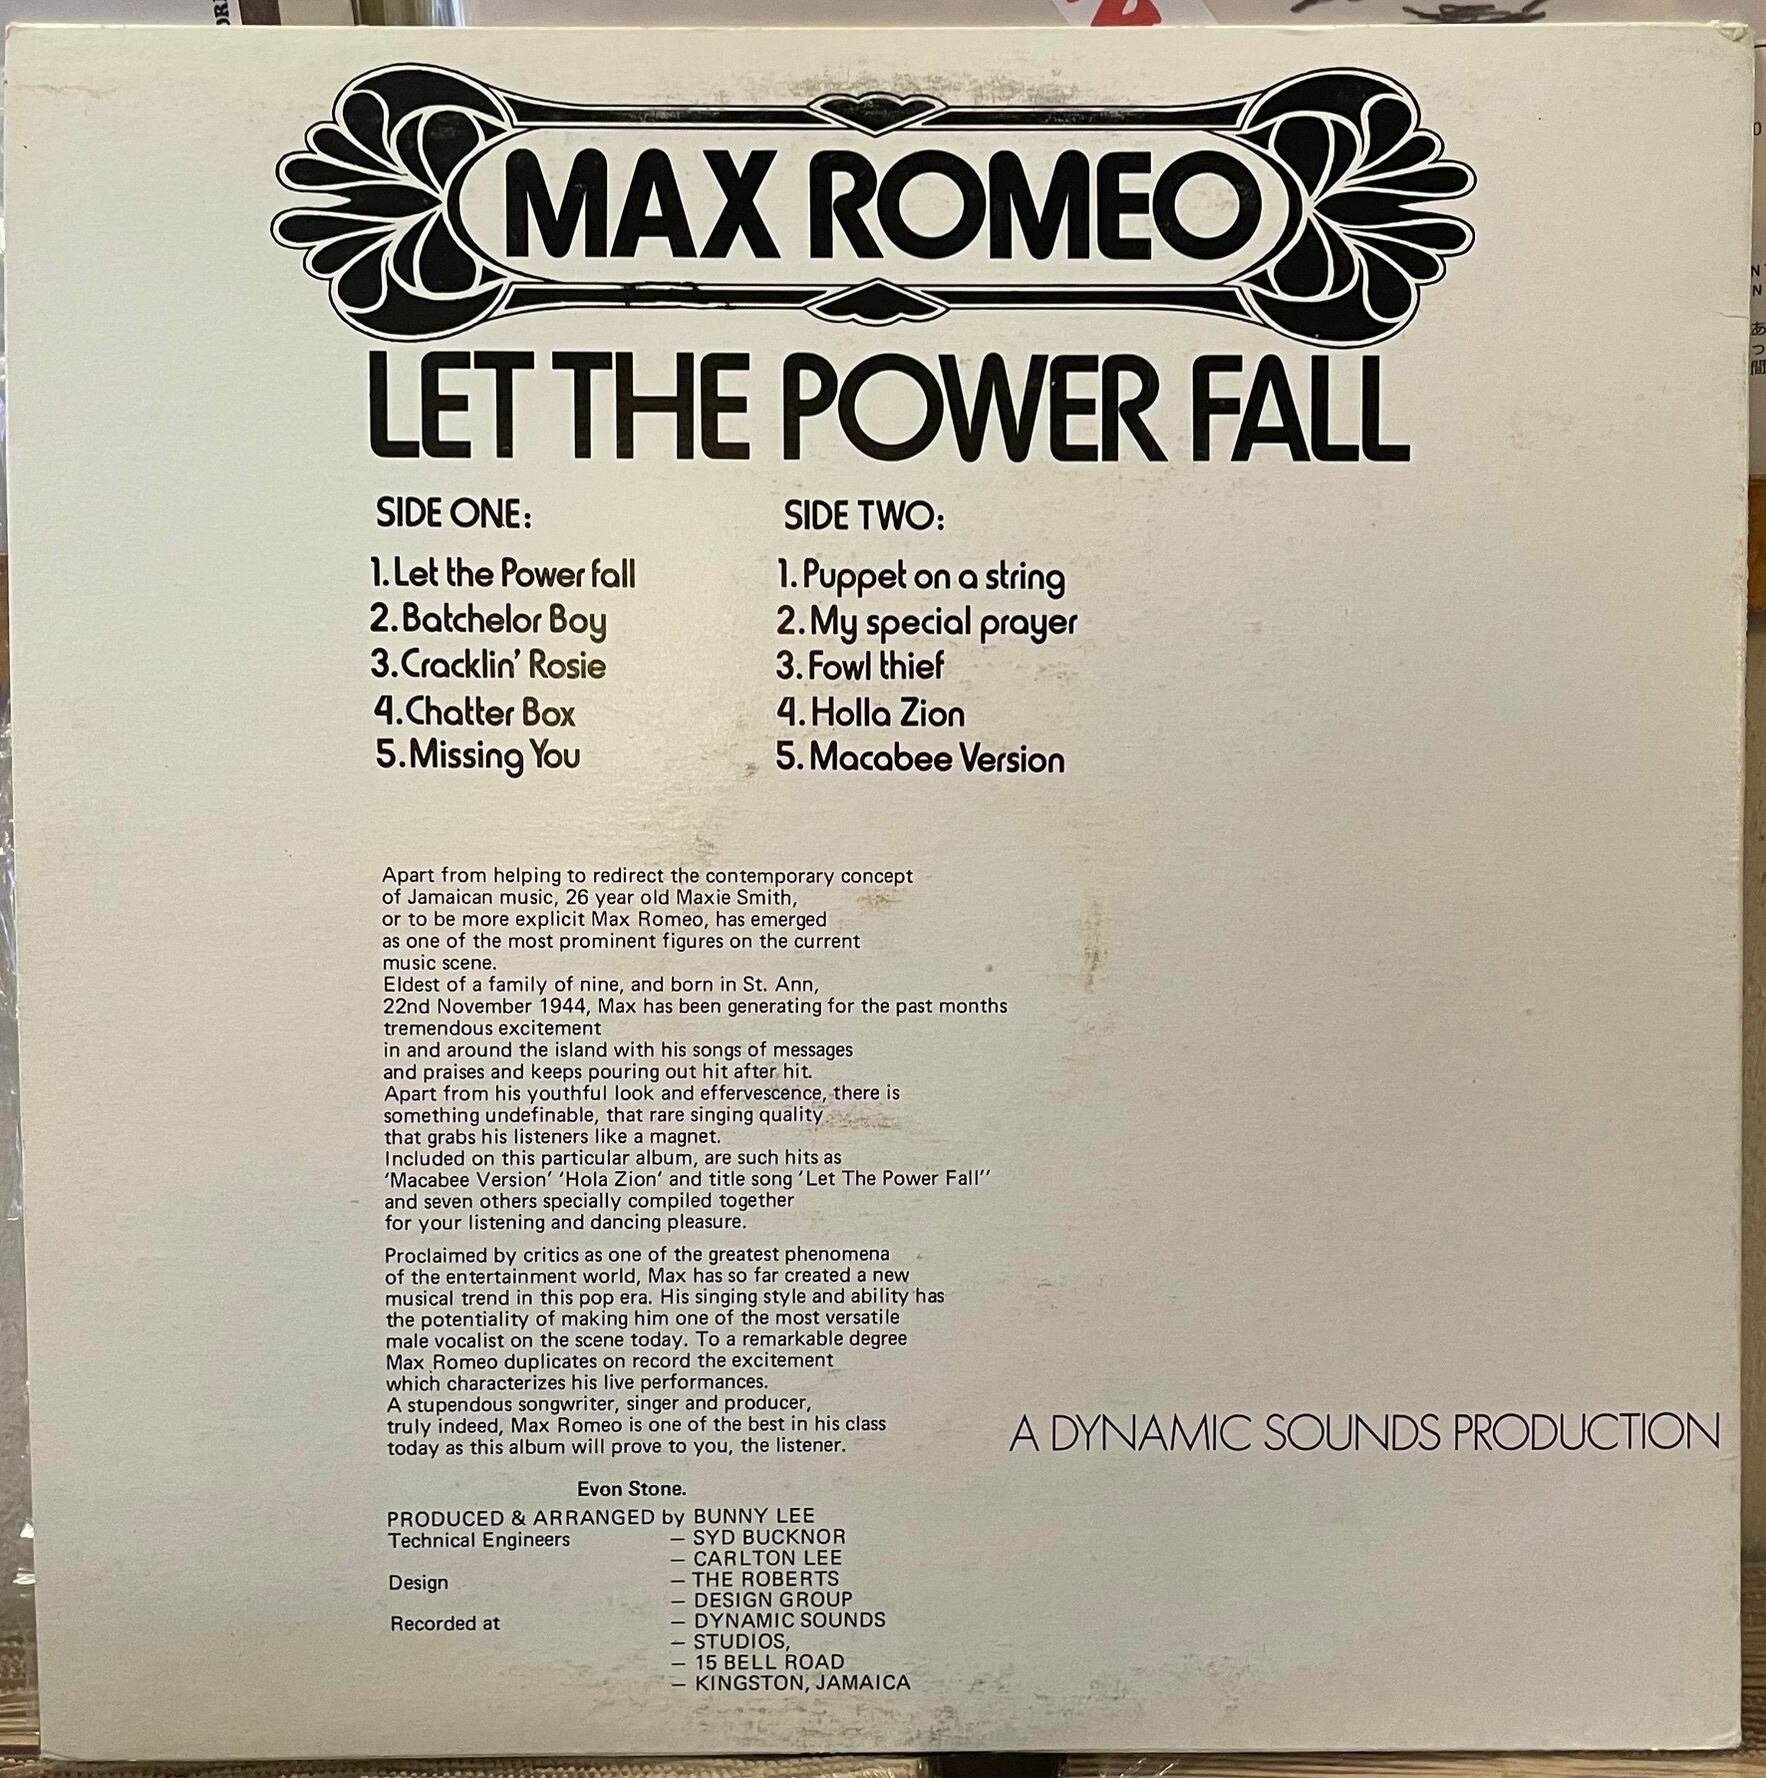 MAX ROMEO
LET THE POWER FALL
SIDE ONE:
1. Let the Power fall
2. Batchelor Boy
3. Cracklin' Rosie
4. Chatter Box
5. Missing You
SIDE TWO:
1. Puppet on a string
2. My special prayer
3. Fowl thief
4. Holla Zion
5. Macabee Version
Apart from helping to redirect the contemporary concept
of Jamaican music, 26 year old Maxie Smith,
or to be more explicit Max Romeo, has emerged
as one of the most prominent figures on the current
music scene.
Eldest of a family of nine, and born in St. Ann,
22nd November 1944, Max has been generating for the past months
tremendous excitement
in and around the island with his songs of messages
and praises and keeps pouring out hit after hit.
Apart from his youthful look and effervescence, there is
something undefinable, that rare singing quality
that grabs his listeners like a magnet.
Included on this particular album, are such hits as
'Macabee Version' 'Hola Zion' and title song 'Let The Power Fall''
and seven others specially compiled together
for your listening and dancing pleasure.
Proclaimed by critics as one of the greatest phenomena
of the entertainment world, Max has so far created a new
musical trend in this pop era. His singing style and ability has
the potentiality of making him one of the most versatile
male vocalist on the scene today. To a remarkable degree
Max Romeo duplicates on record the excitement
which characterizes his live performances.
A stupendous songwriter, singer and producer,
truly indeed, Max Romeo is one of the best in his class
today as this album will prove to you, the listener.
Evon Stone.
A DYNAMIC SOUNDS PRODUCTION
PRODUCED & ARRANGED by BUNNY LEE
Technical Engineers – SYD BUCKNOR
– CARLTON LEE
Design – THE ROBERTS
– DESIGN GROUP
Recorded at – DYNAMIC SOUNDS
– STUDIOS,
– 15 BELL ROAD
– KINGSTON, JAMAICA